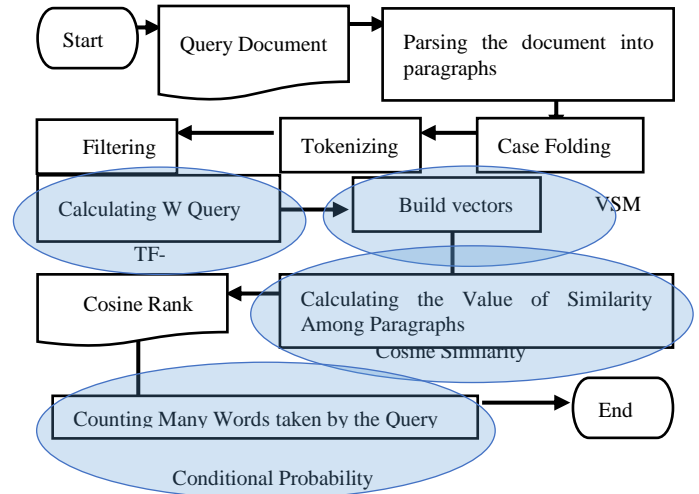 Start
Query Document
Parsing the document into
paragraphs
Filtering
Tokenizing
Case Folding
Calculating W Query
TF-
Build vectors
VSM
Cosine Rank
Calculating the Value of Similarity
Among Paragraphs
Cosine Similarity
Counting Many Words taken by the Query
End
Conditional Probability